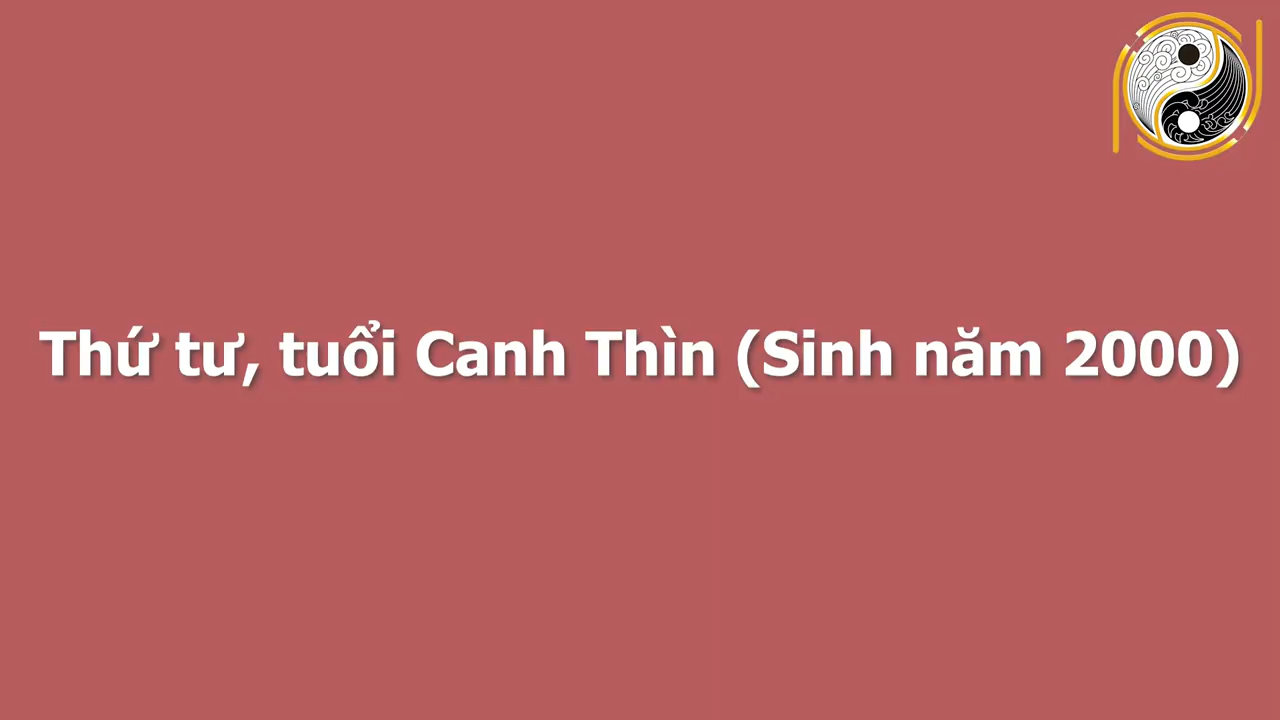 Thứ tư, tuổi Canh Thìn (Sinh năm 2000)